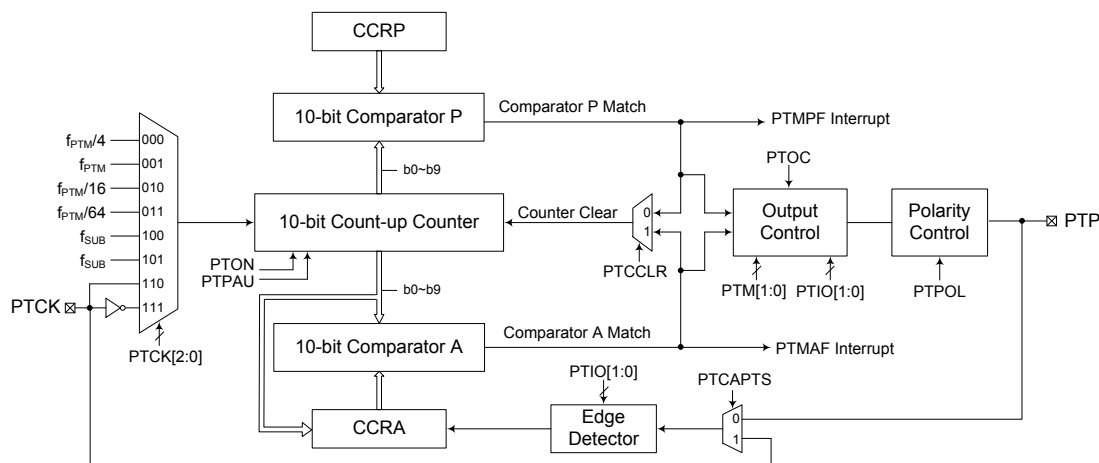 CCRP
10-bit Comparator P
Comparator P Match
PTMPF Interrupt
b0~b9
fPTM/4
000
fPTM
001
fPTM/16
010
fPTM/64
011
fSUB
100
fSUB
101
110
111
PTCK
PTCK[2:0]
10-bit Count-up Counter
PTON
PTPAU
Counter Clear
0
1
PTCCLR
PTOC
Output
Control
PTM[1:0]
PTIO[1:0]
Polarity
Control
PTPOL
PTP
b0~b9
10-bit Comparator A
Comparator A Match
PTMAF Interrupt
CCRA
PTIO[1:0]
Edge
Detector
PTCAPTS
0
1